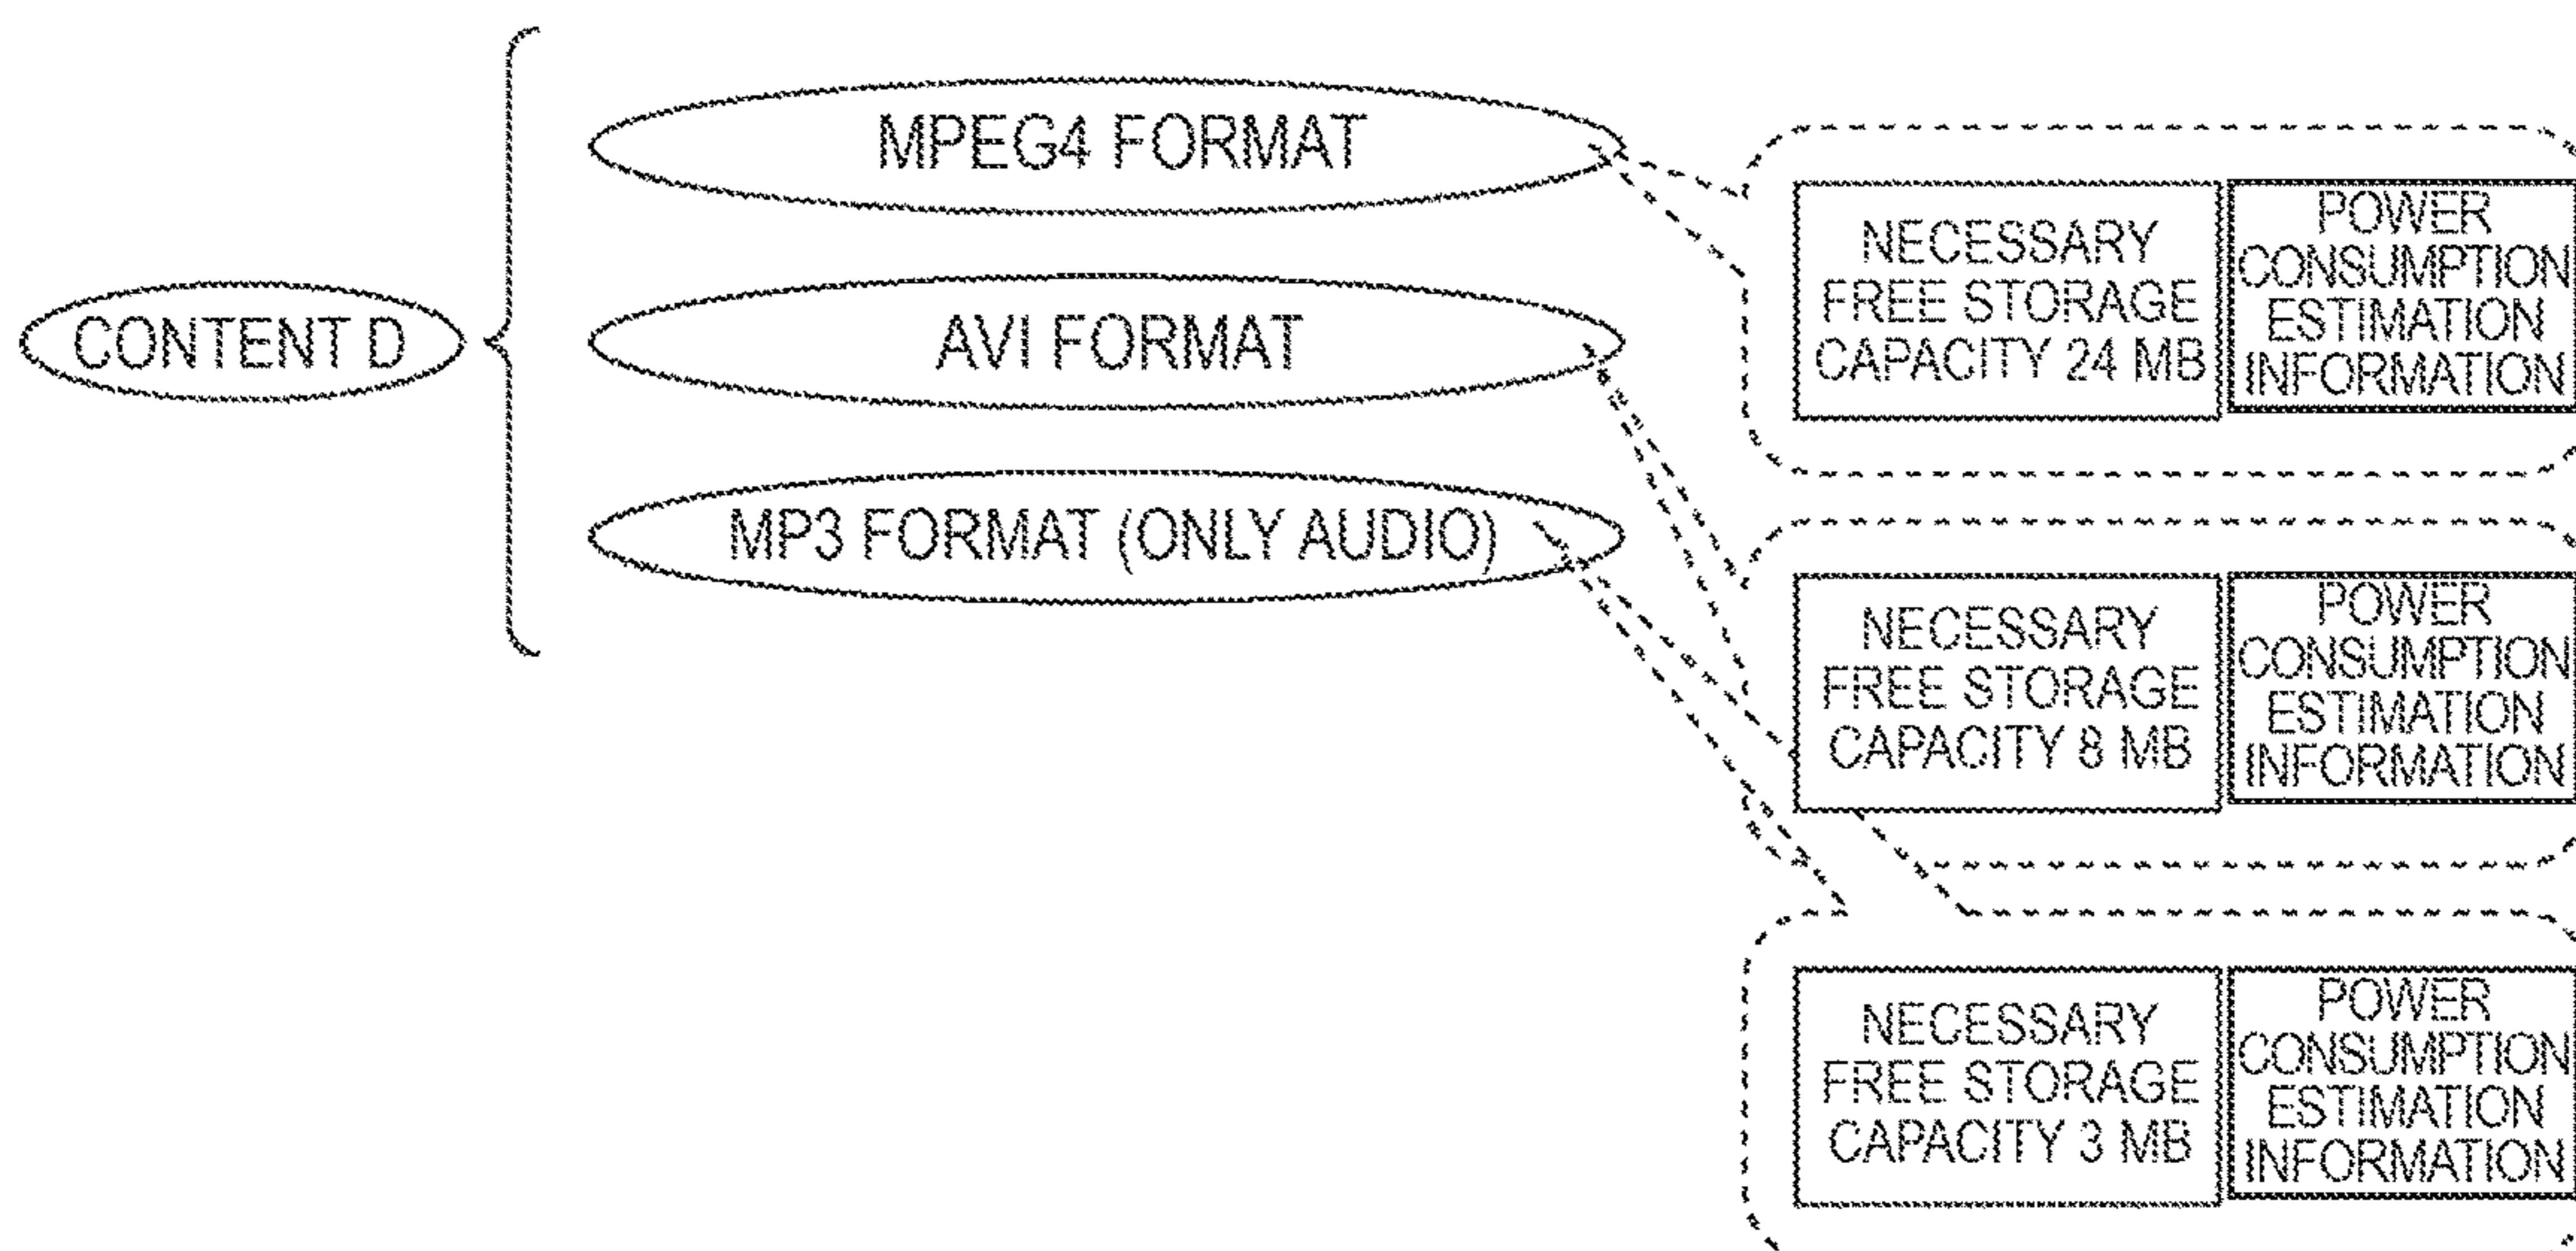 CONTENT D
MPEG4 FORMAT
AVI FORMAT
MP3 FORMAT (ONLY AUDIO)
NECESSARY
FREE STORAGE
CAPACITY 24 MB
POWER
CONSUMPTION
ESTIMATION
INFORMATION
NECESSARY
FREE STORAGE
CAPACITY 8 MB
POWER
CONSUMPTION
ESTIMATION
INFORMATION
NECESSARY
FREE STORAGE
CAPACITY 3 MB
POWER
CONSUMPTION
ESTIMATION
INFORMATION